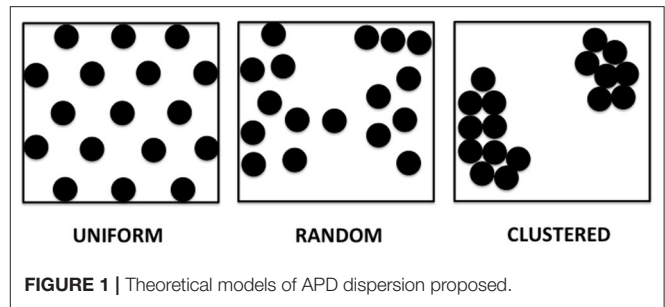 UNIFORM RANDOM CLUSTERED
FIGURE 1 | Theoretical models of APD dispersion proposed.